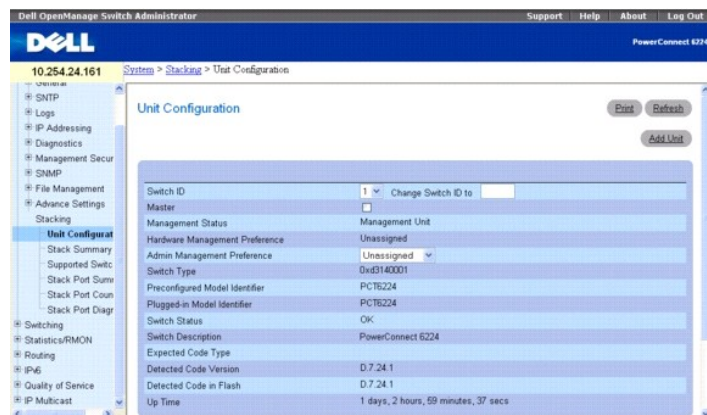 Dell OpenManage Switch Administrator
Support Help About Log Out
DELL
PowerConnect 6224
10.254.24.161
System > Stacking > Unit Configuration
General
SNTP
Logs
IP Addressing
Diagnostics
Management Secur
SNMP
File Management
Advance Settings
Stacking
Unit Configurat
Stack Summary
Supported Switc
Stack Port Summ
Stack Port Coun
Stack Port Diagr
Switching
Statistics/RMON
Routing
IPv6
Quality of Service
IP Multicast
Unit Configuration
Print Refresh
Add Unit
Switch ID 1 Change Switch ID to
Master
Management Status Management Unit
Hardware Management Preference Unassigned
Admin Management Preference Unassigned
Switch Type 0xd3140001
Preconfigured Model Identifier PCT6224
Plugged-in Model Identifier PCT6224
Switch Status OK
Switch Description PowerConnect 6224
Expected Code Type
Detected Code Version D.7.24.1
Detected Code in Flash D.7.24.1
Up Time 1 days, 2 hours, 59 minutes, 37 secs